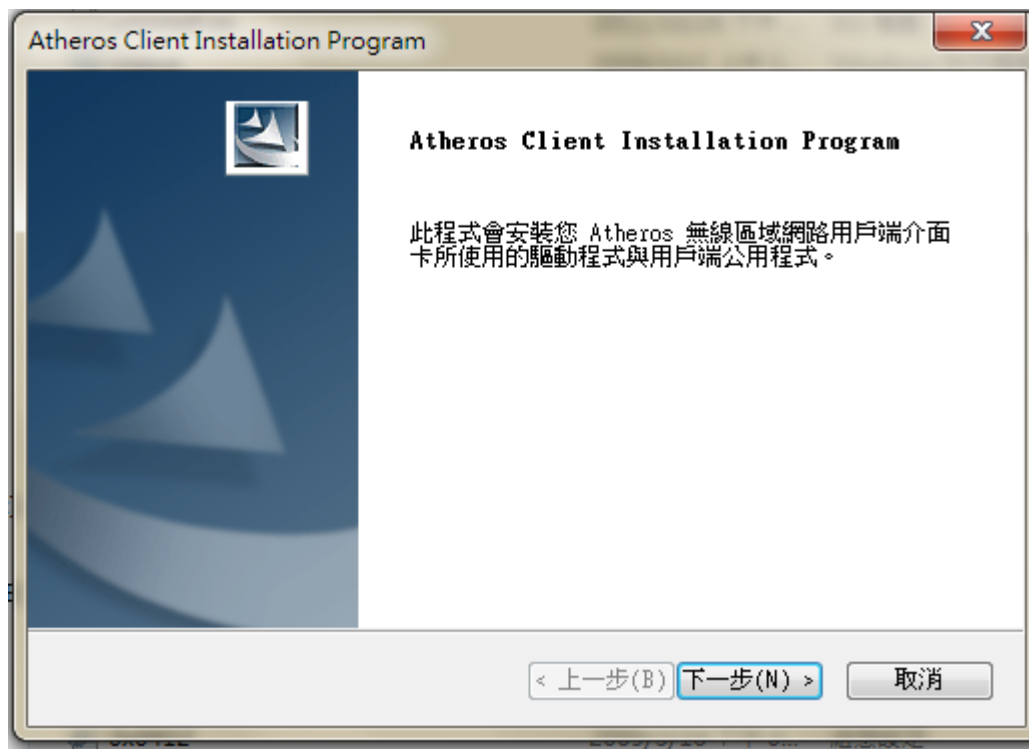 Atheros Client Installation Program
Atheros Client Installation Program
此程式會安裝您 Atheros 無線區域網路用戶端介面
卡所使用的驅動程式與用戶端公用程式。
< 上一步(B) 下一步(N) > 取消